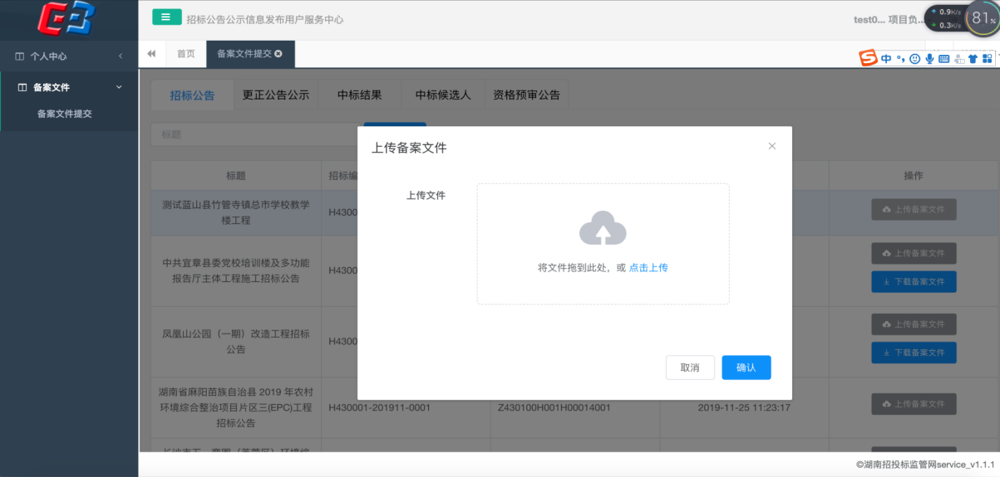 招标公告公示信息发布用户服务中心
test0... 项目负...
0.9K/s
0.3K/s
81%
个人中心
首页
备案文件提交
中
备案文件
备案文件提交
招标公告
更正公告公示
中标结果
中标候选人
资格预审公告
标题
上传备案文件
标题
招标编
操作
上传文件
测试蓝山县竹管寺镇总市学校教学
楼工程
H4300
上传备案文件
将文件拖到此处，或 点击上传
中共宜章县委党校培训楼及多功能
报告厅主体工程施工招标公告
H4300
上传备案文件
下载备案文件
凤凰山公园（一期）改造工程招标
公告
H4300
上传备案文件
下载备案文件
取消
确认
湖南省麻阳苗族自治县 2019 年农村
环境综合整治项目片区三(EPC)工程
招标公告
H430001-201911-0001
Z430100H001H00014001
2019-11-25 11:23:17
上传备案文件
©湖南招投标监管网service_v1.1.1